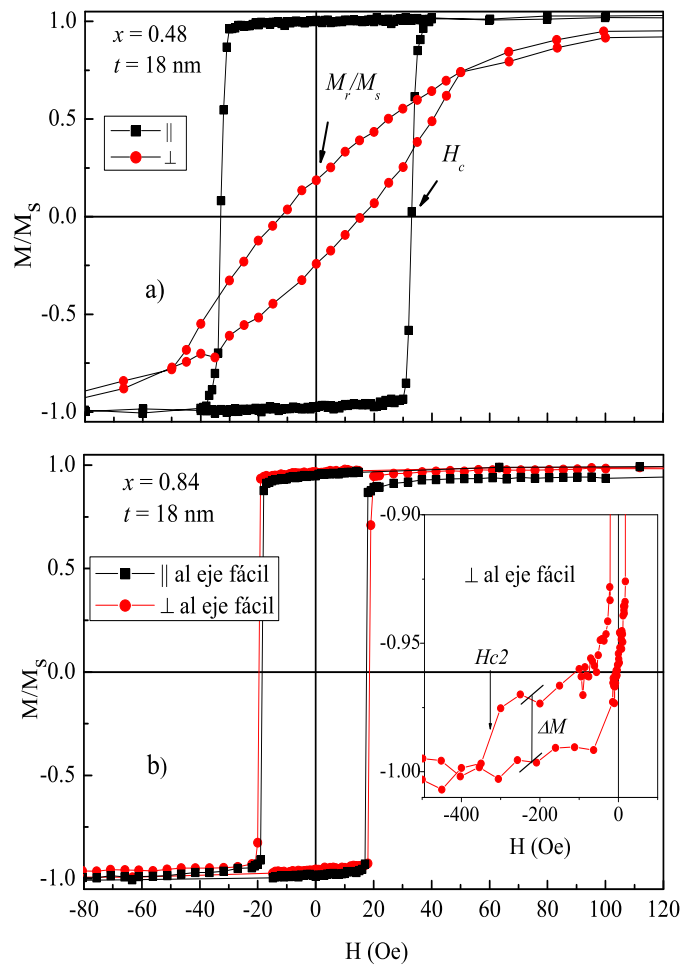 x = 0.48
t = 18 nm
∥
⊥
M_r/M_s
H_c
a)
M/M_S
1.0
0.5
0.0
-0.5
-1.0
x = 0.84
t = 18 nm
∥ al eje fácil
⊥ al eje fácil
b)
M/M_S
1.0
0.5
0.0
-0.5
-1.0
-80 -60 -40 -20 0 20 40 60 80 100 120
H (Oe)
⊥ al eje fácil
Hc2
ΔM
-0.90
-0.95
-1.00
-400 -200 0
H (Oe)